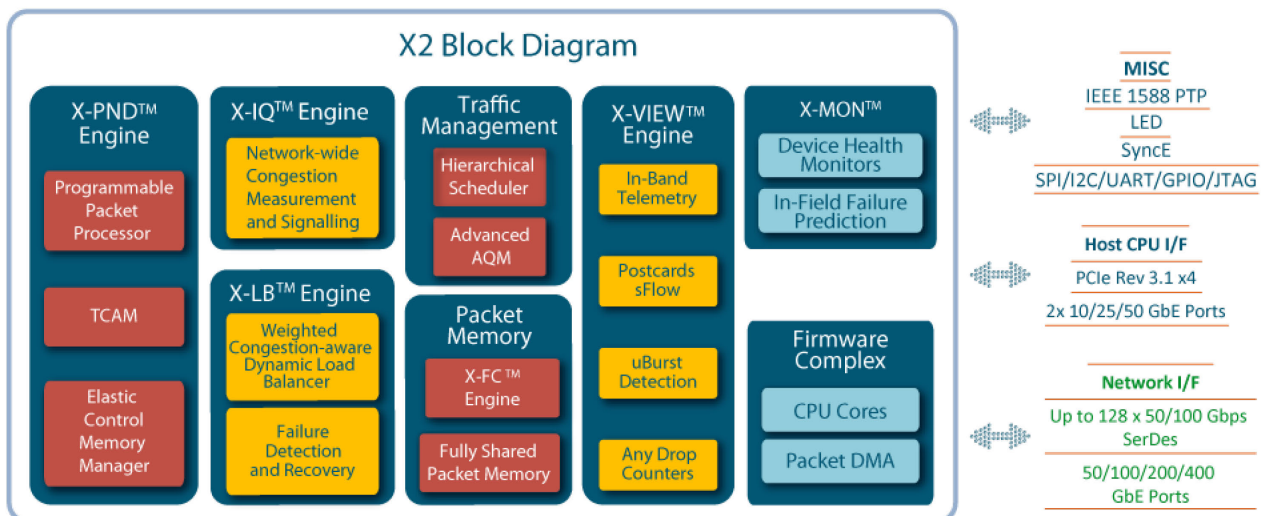 X2 Block Diagram
X-PND™
Engine
Programmable
Packet
Processor
TCAM
Elastic
Control
Memory
Manager
X-IQ™ Engine
Network-wide
Congestion
Measurement
and Signalling
X-LB™ Engine
Weighted
Congestion-aware
Dynamic Load
Balancer
Failure
Detection
and Recovery
Traffic
Management
Hierarchical
Scheduler
Advanced
AQM
Packet
Memory
X-FC™
Engine
Fully Shared
Packet Memory
X-VIEW™
Engine
In-Band
Telemetry
Postcards
sFlow
uBurst
Detection
Any Drop
Counters
X-MON™
Device Health
Monitors
In-Field Failure
Prediction
Firmware
Complex
CPU Cores
Packet DMA
MISC
IEEE 1588 PTP
LED
SyncE
SPI/I2C/UART/GPIO/JTAG
Host CPU I/F
PCIe Rev 3.1 x4
2x 10/25/50 GbE Ports
Network I/F
Up to 128 x 50/100 Gbps
SerDes
50/100/200/400
GbE Ports